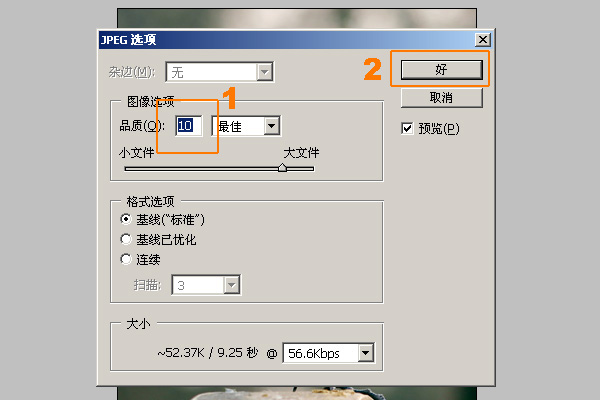 JPEG 选项
杂边(M): 无
2
好
取消
预览(P)
1
图像选项
品质(O): 10 最佳
小文件 大文件
格式选项
基线("标准")
基线已优化
连续
扫描: 3
大小
~52.37K / 9.25 秒 @ 56.6Kbps